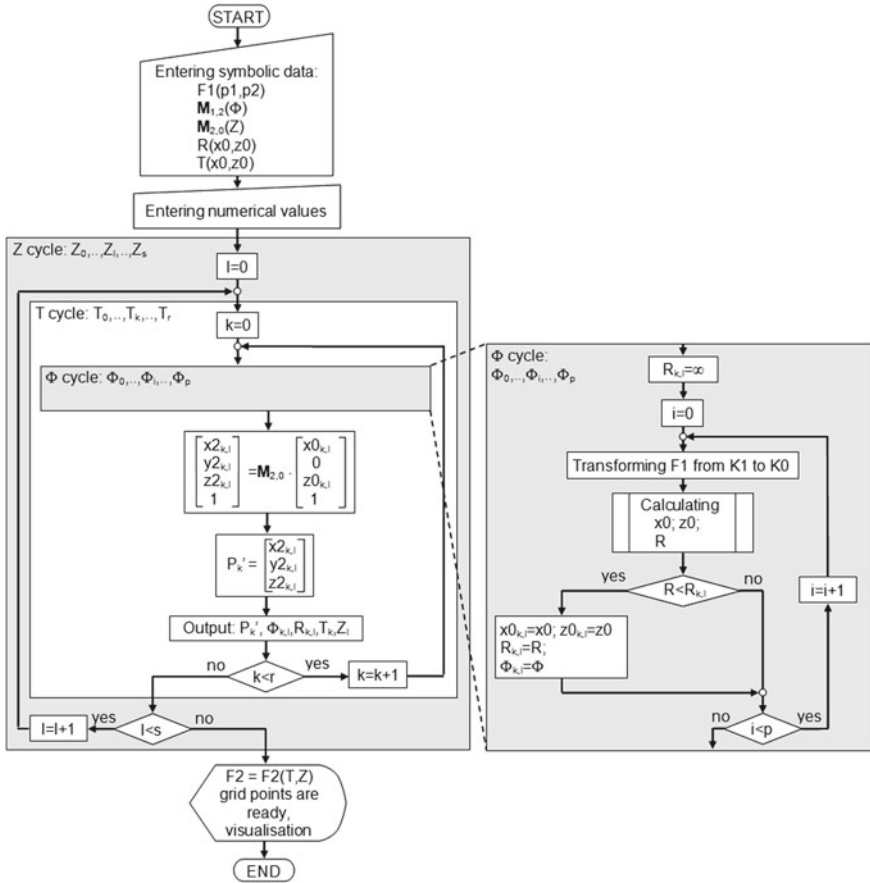 START
Entering symbolic data:
F1(p1,p2)
M₁,₂(Φ)
M₂,₀(Z)
R(x0,z0)
T(x0,z0)
Entering numerical values
Z cycle: Z₀,..,Zₗ,..,Zₛ
l=0
T cycle: T₀,..,Tₖ,..,Tᵣ
k=0
Φ cycle: Φ₀,..,Φᵢ,..,Φₚ
x2ₖ,ₗ
y2ₖ,ₗ
z2ₖ,ₗ
1
=M₂,₀ ·
x0ₖ,ₗ
0
z0ₖ,ₗ
1
Pₖ' =
x2ₖ,ₗ
y2ₖ,ₗ
z2ₖ,ₗ
Output: Pₖ', Φₖ,ₗ,Rₖ,ₗ,Tₖ,Zₗ
no
k<r
yes
k=k+1
l=l+1
yes
l<s
no
F2 = F2(T,Z)
grid points are
ready,
visualisation
END
Φ cycle:
Φ₀,..,Φᵢ,..,Φₚ
Rₖ,ₗ=∞
i=0
Transforming F1 from K1 to K0
Calculating
x0; z0;
R
yes
R<Rₖ,ₗ
no
i=i+1
x0ₖ,ₗ=x0; z0ₖ,ₗ=z0
Rₖ,ₗ=R;
Φₖ,ₗ=Φ
no
i<p
yes